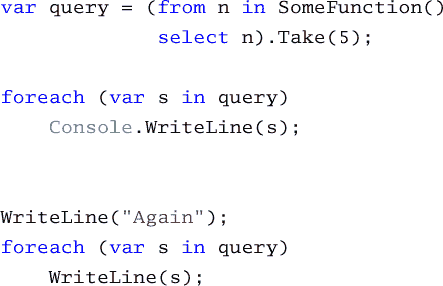 var query = (from n in SomeFunction()
             select n).Take(5);
foreach (var s in query)
    Console.WriteLine(s);
WriteLine("Again");
foreach (var s in query)
    WriteLine(s);